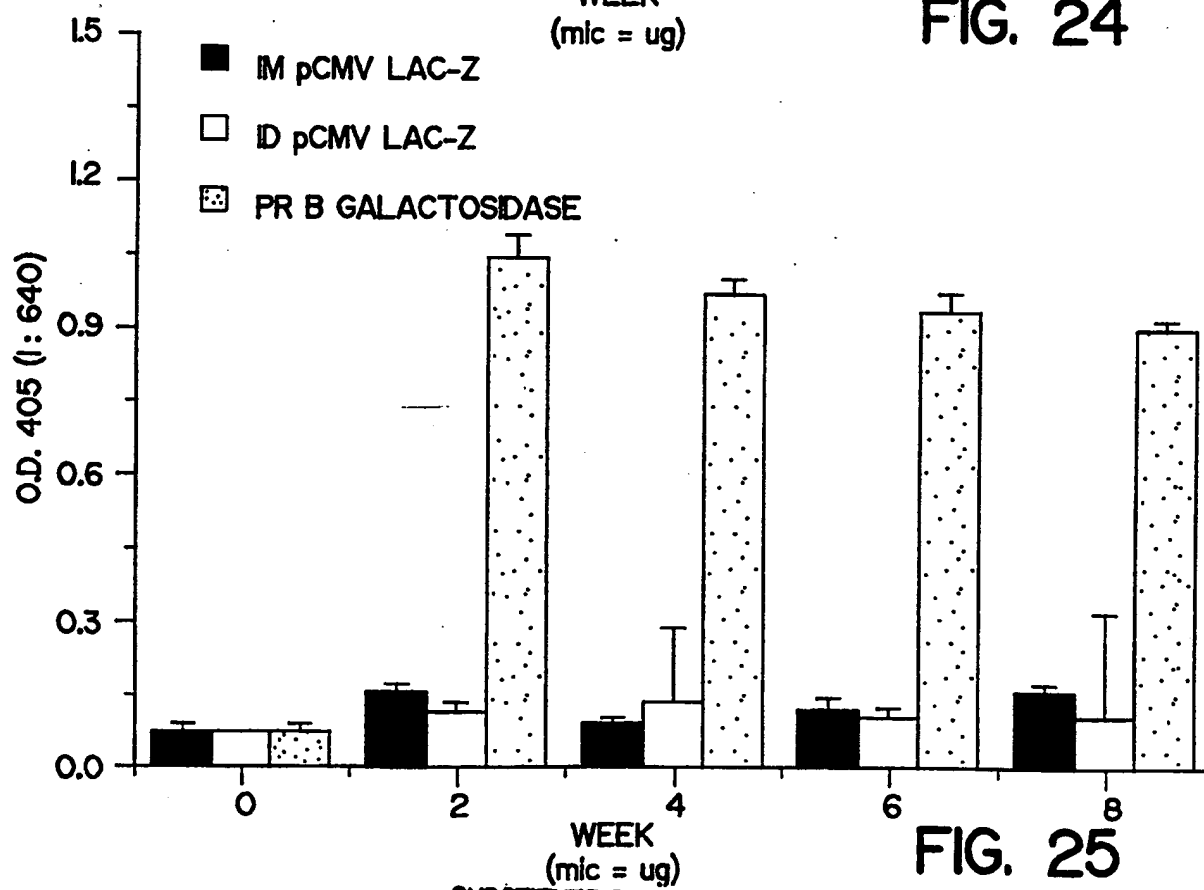 WEEK
(mic = ug)
FIG. 24
IM pCMV LAC-Z
ID pCMV LAC-Z
PR B GALACTOSIDASE
O.D. 405 (1:640)
1.5
1.2
0.9
0.6
0.3
0.0
0 2 4 6 8
WEEK
(mic = ug)
FIG. 25